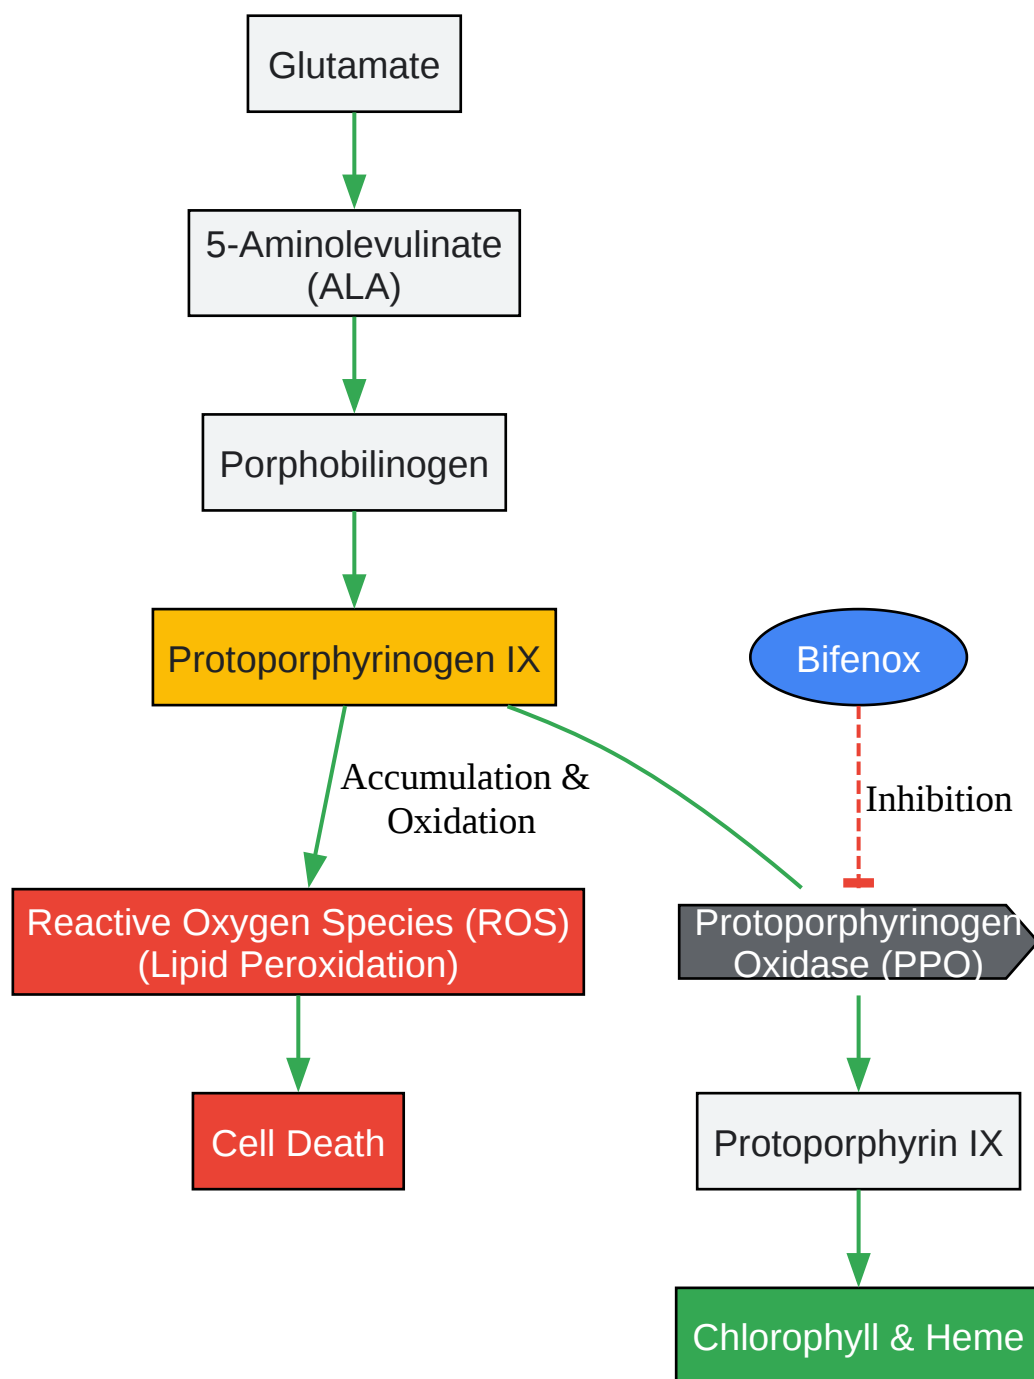 Glutamate
5-Aminolevulinate
(ALA)
Porphobilinogen
Protoporphyrinogen IX
Bifenox
Accumulation &
Oxidation
Inhibition
Reactive Oxygen Species (ROS)
(Lipid Peroxidation)
Protoporphyrinogen
Oxidase (PPO)
Cell Death
Protoporphyrin IX
Chlorophyll & Heme